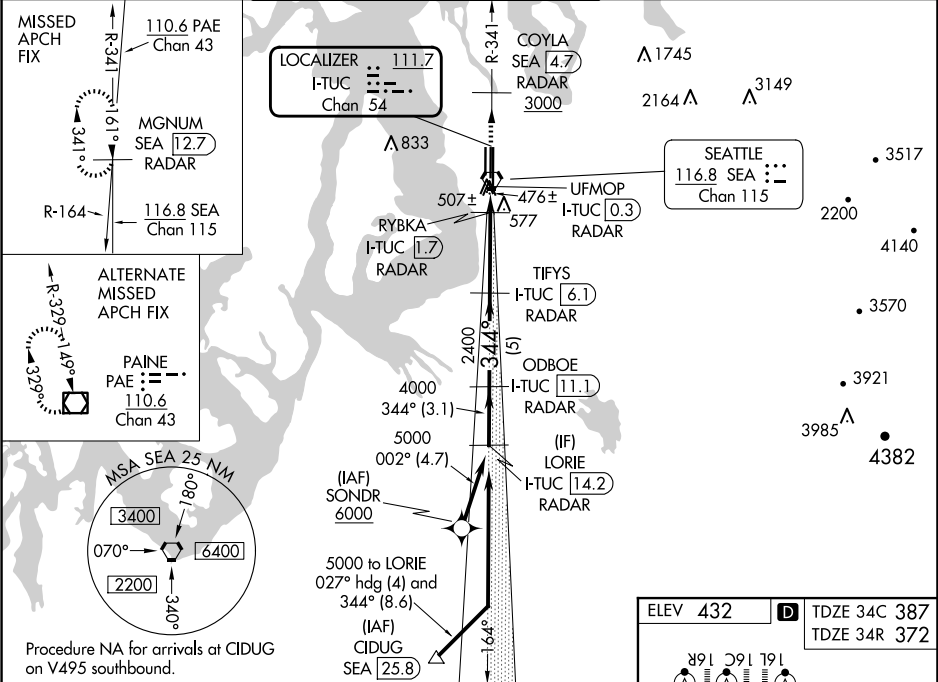 MISSED
APCH
FIX
R-341
110.6 PAE
Chan 43
161°
341°
MGNUM
SEA 12.7
RADAR
R-164
116.8 SEA
Chan 115
ALTERNATE
MISSED
APCH FIX
R-329
149°
329°
PAINE
PAE
110.6
Chan 43
MSA SEA 25 NM
180°
3400
070°
6400
2200
340°
Procedure NA for arrivals at CIDUG
on V495 southbound.
LOCALIZER 111.7
I-TUC
Chan 54
R-341
COYLA
SEA 4.7
RADAR
3000
1745
2164
3149
833
SEATTLE
116.8 SEA
Chan 115
3517
2200
4140
3570
3921
3985
4382
507±
476±
577
UFMOP
I-TUC 0.3
RADAR
RYBKA
I-TUC 1.7
RADAR
TIFYS
I-TUC 6.1
RADAR
2400
344°
(5)
ODBOE
I-TUC 11.1
RADAR
4000
344° (3.1)
5000
002° (4.7)
(IF)
LORIE
I-TUC 14.2
RADAR
(IAF)
SONDR
6000
5000 to LORIE
027° hdg (4) and
344° (8.6)
(IAF)
CIDUG
SEA 25.8
164°
ELEV 432
D
TDZE 34C 387
TDZE 34R 372
16R
16C
16L
A
A
A